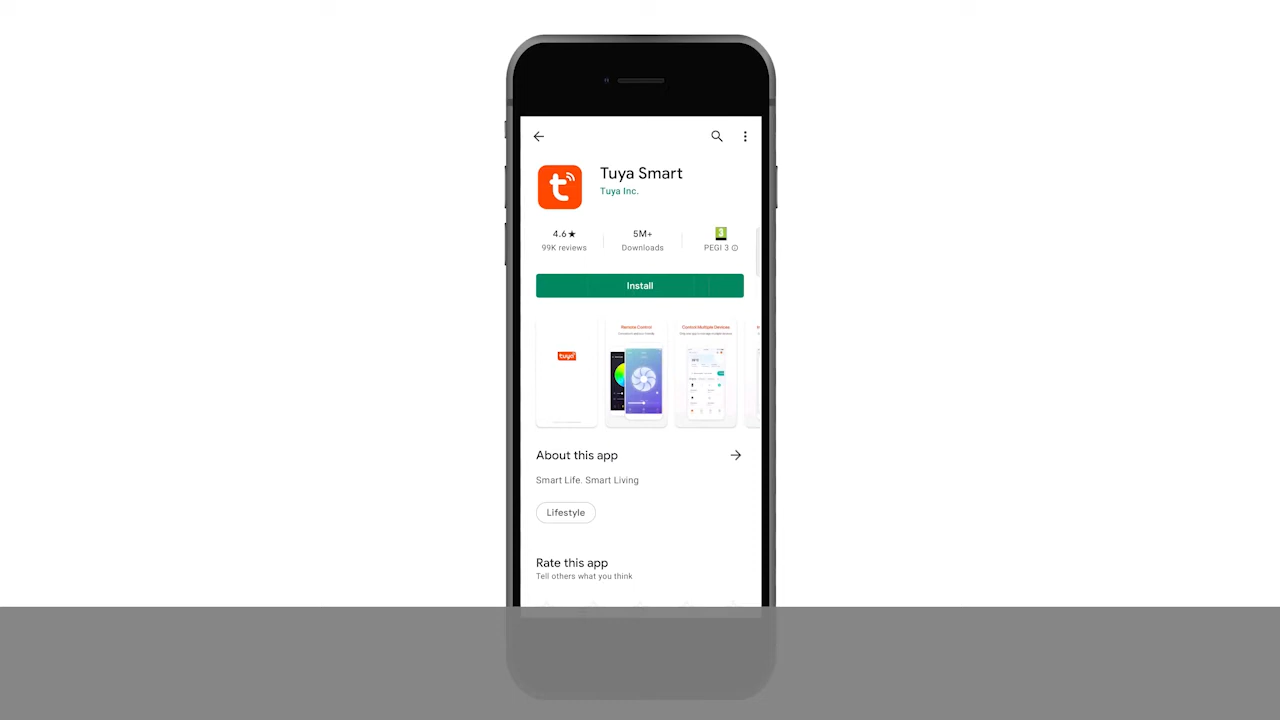 Tuya Smart
Tuya Inc.
4.6★
99K reviews
5M+
Downloads
3
PEGI 3
Install
tuya
Remote Control
Control Multiple Devices
About this app
Smart Life. Smart Living
Lifestyle
Rate this app
Tell others what you think